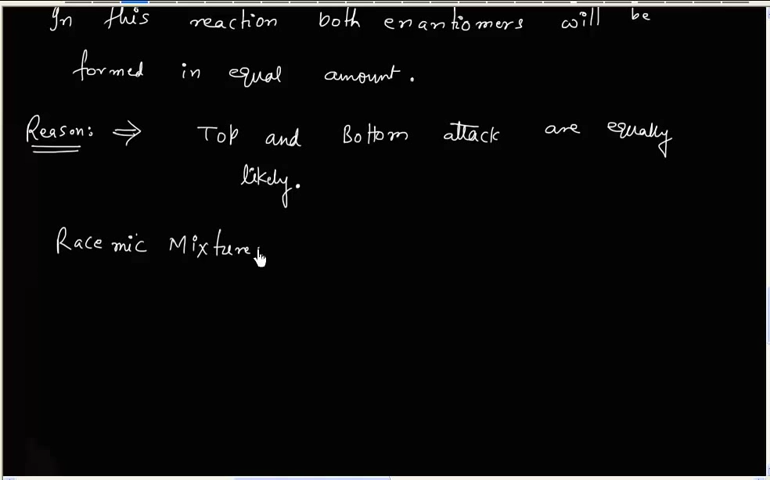 In this reaction both enantiomers will be
formed in equal amount.
Reason: ⇒ Top and Bottom attack are equally
likely.
Racemic Mixture